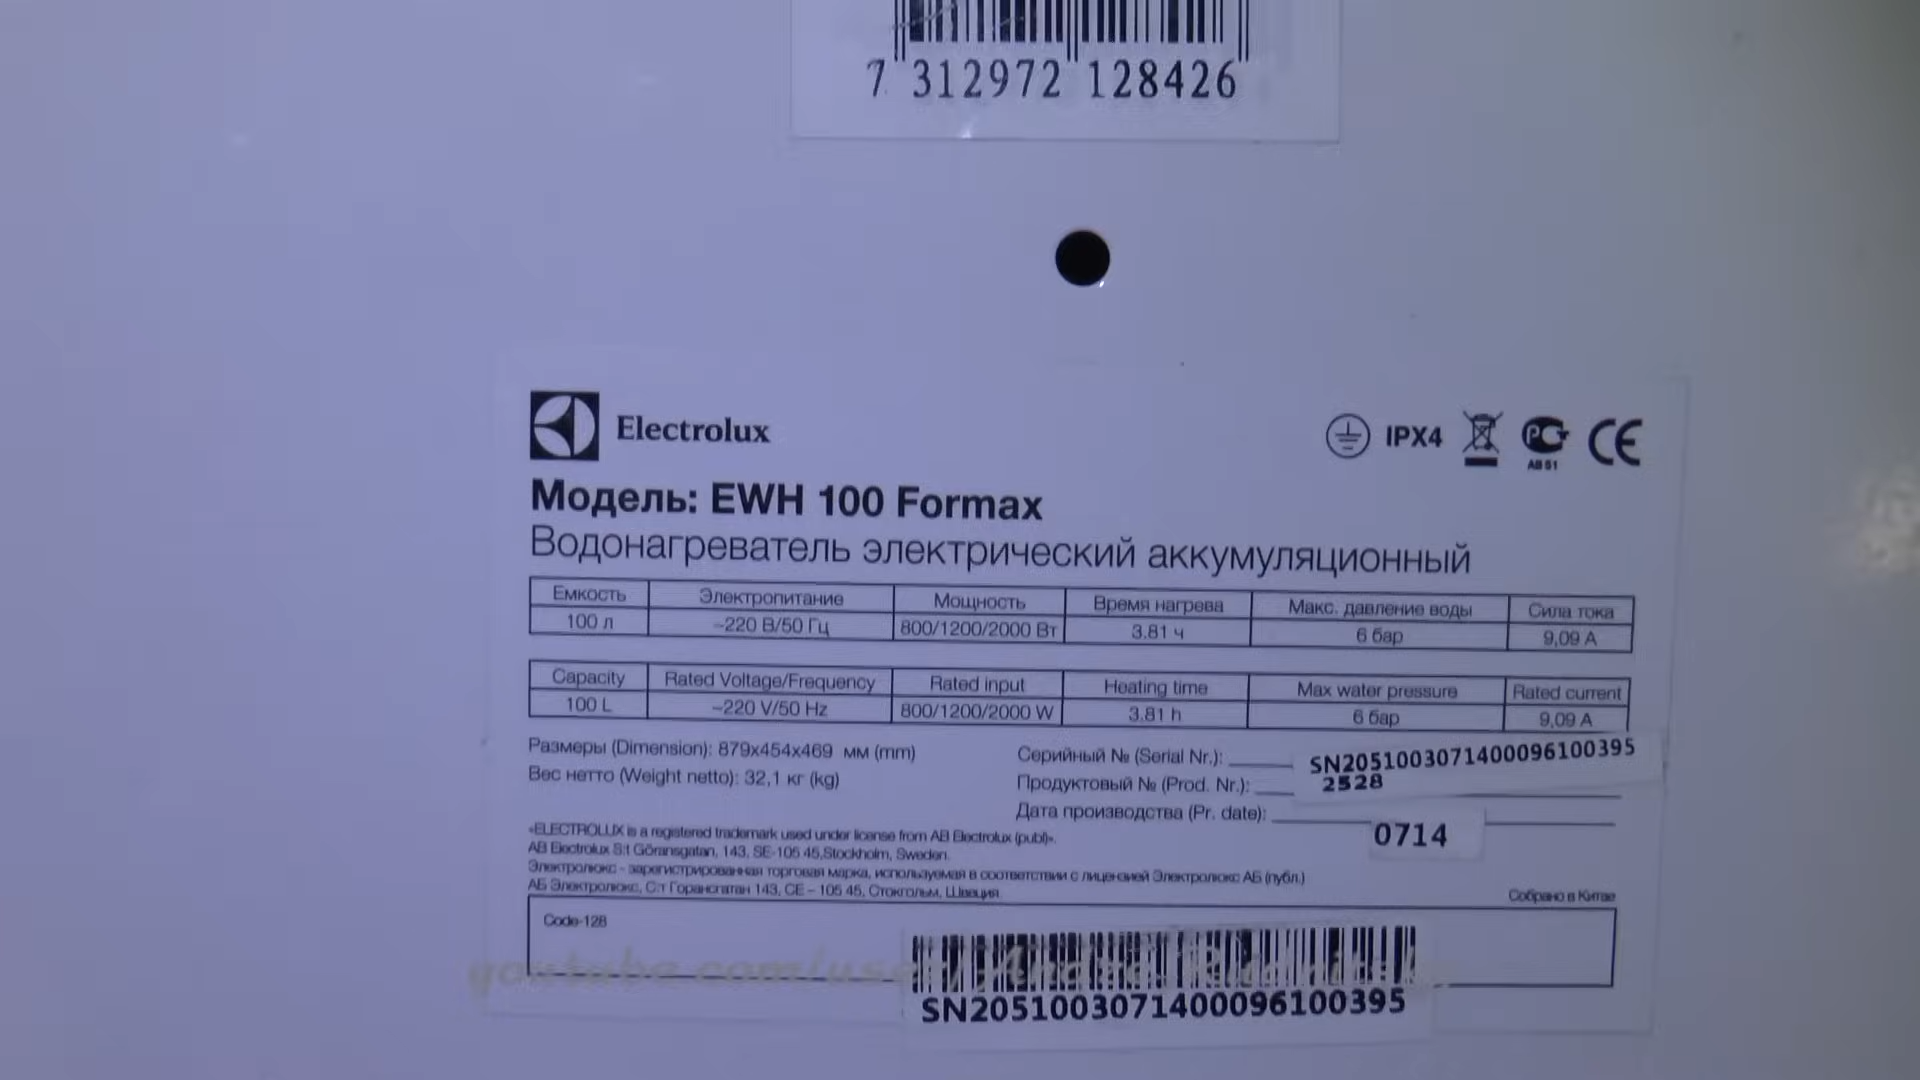 7 312972 128426
Electrolux
IPX4
AB 51
CE
Модель: EWH 100 Formax
Водонагреватель электрический аккумуляционный
Емкость Электропитание Мощность Время нагрева Макс. давление воды Сила тока
100 л ~220 В/50 Гц 800/1200/2000 Вт 3.81 ч 6 бар 9,09 А
Capacity Rated Voltage/Frequency Rated input Heating time Max water pressure Rated current
100 L ~220 V/50 Hz 800/1200/2000 W 3.81 h 6 бар 9,09 A
Размеры (Dimension): 879x454x469 мм (mm)
Вес нетто (Weight netto): 32,1 кг (kg)
Серийный № (Serial Nr.): SN2051003071400096100395
Продуктовый № (Prod. Nr.): 2528
Дата производства (Pr. date): 0714
«ELECTROLUX is a registered trademark used under license from AB Electrolux (publ)».
AB Electrolux S:t Göransgatan, 143, SE-105 45,Stockholm, Sweden.
Электролюкс - зарегистрированная торговая марка, используемая в соответствии с лицензией Электролюкс АБ (публ.)
АБ Электролюкс, С:т Горансгатан 143, СЕ – 105 45, Стокгольм, Швеция
Собрано в Китае
Code-128
youtube.com/user/
SN2051003071400096100395